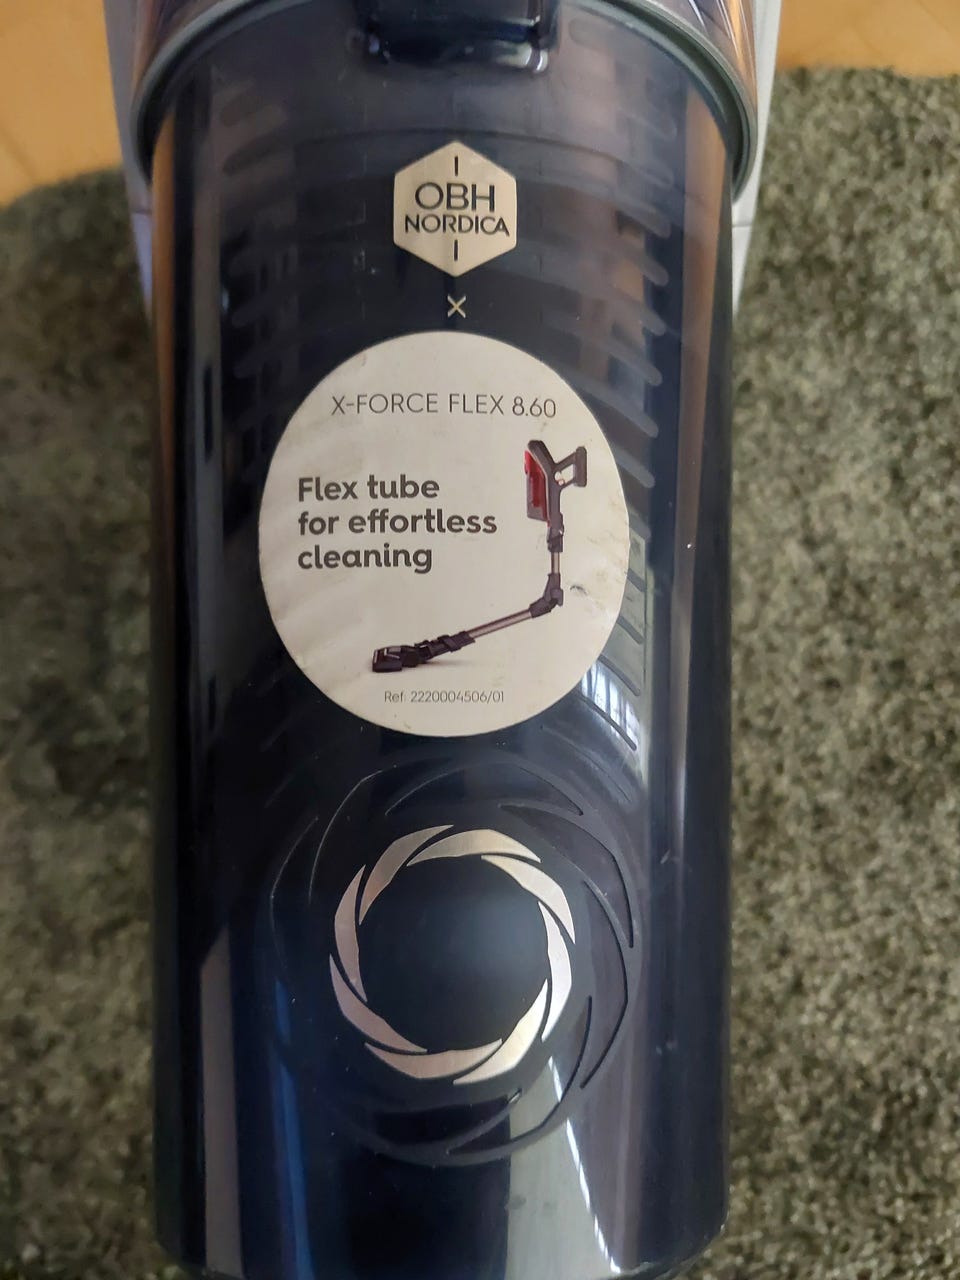 OBH
NORDICA
X
X-FORCE FLEX 8.60
Flex tube
for effortless
cleaning
Ref: 2220004506/01